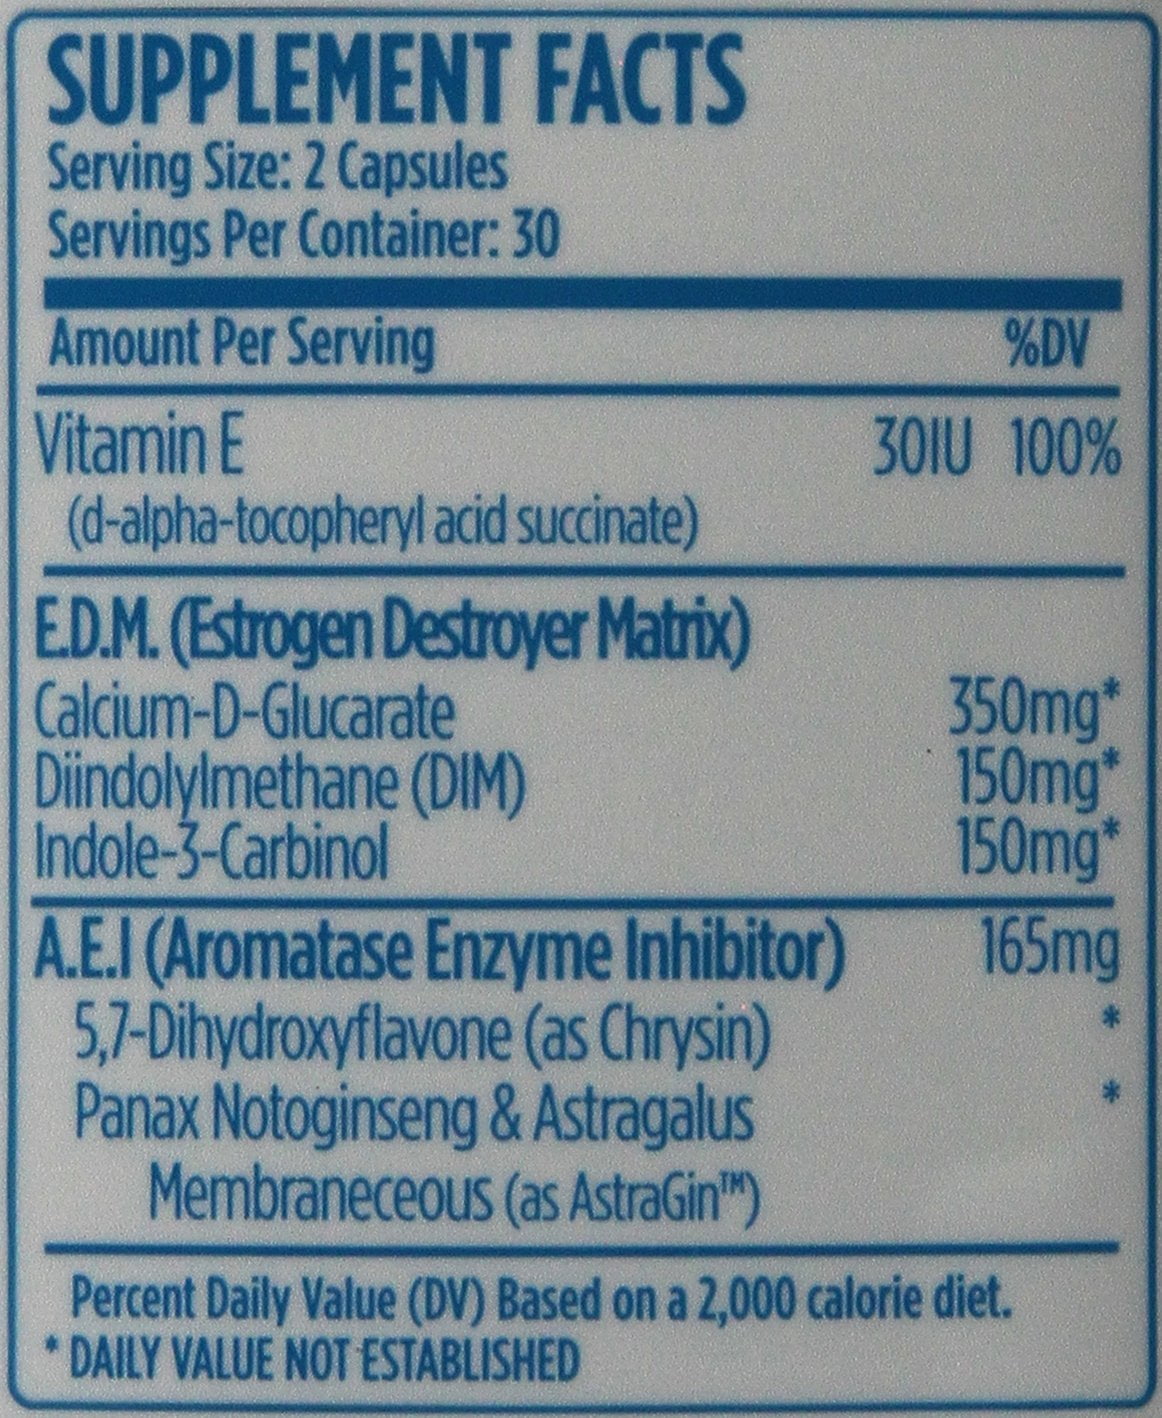 SUPPLEMENT FACTS
Serving Size: 2 Capsules
Servings Per Container: 30
Amount Per Serving %DV
Vitamin E 30IU 100%
(d-alpha-tocopheryl acid succinate)
E.D.M. (Estrogen Destroyer Matrix)
Calcium-D-Glucarate 350mg*
Diindolylmethane (DIM) 150mg*
Indole-3-Carbinol 150mg*
A.E.I (Aromatase Enzyme Inhibitor) 165mg
5,7-Dihydroxyflavone (as Chrysin) *
Panax Notoginseng & Astragalus *
Membraneceous (as AstraGin™)
Percent Daily Value (DV) Based on a 2,000 calorie diet.
* DAILY VALUE NOT ESTABLISHED